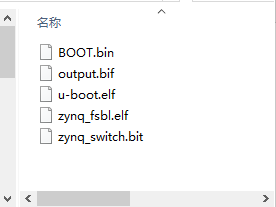 名称
BOOT.bin
output.bif
u-boot.elf
zynq_fsbl.elf
zynq_switch.bit